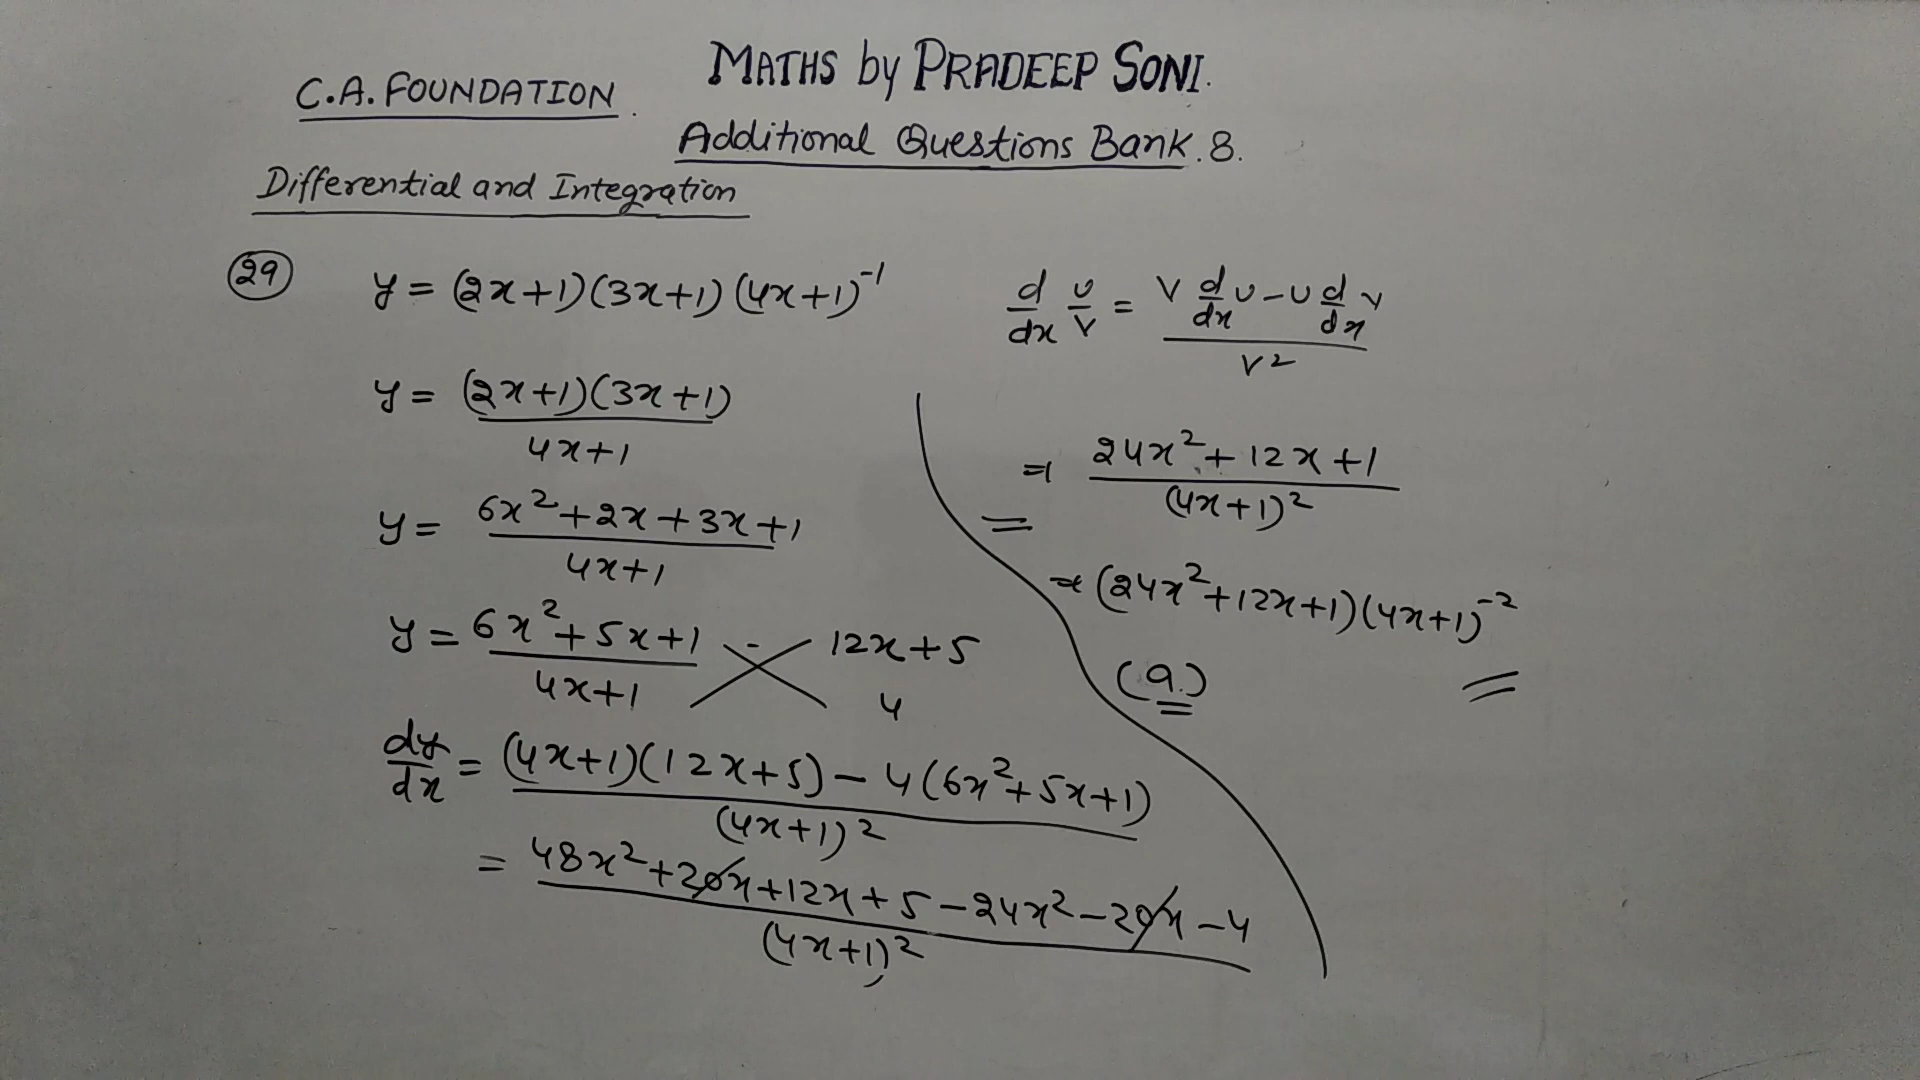 MATHS by PRADEEP SONI.
C.A. FOUNDATION.
Additional Questions Bank.8.
Differential and Integration
29 y = (2x+1)(3x+1)(4x+1)⁻¹
y = (2x+1)(3x+1) / 4x+1
y = 6x²+2x+3x+1 / 4x+1
y = 6x²+5x+1 / 4x+1 12x+5 4
dy/dx = (4x+1)(12x+5) – 4(6x²+5x+1) / (4x+1)²
= 48x²+20x+12x+5–24x²–20x–4 / (4x+1)²
d/dx u/v = v d/dx u – u d/dx v / v²
⇒ 24x²+12x+1 / (4x+1)²
⇒ (24x²+12x+1)(4x+1)⁻²
(a)